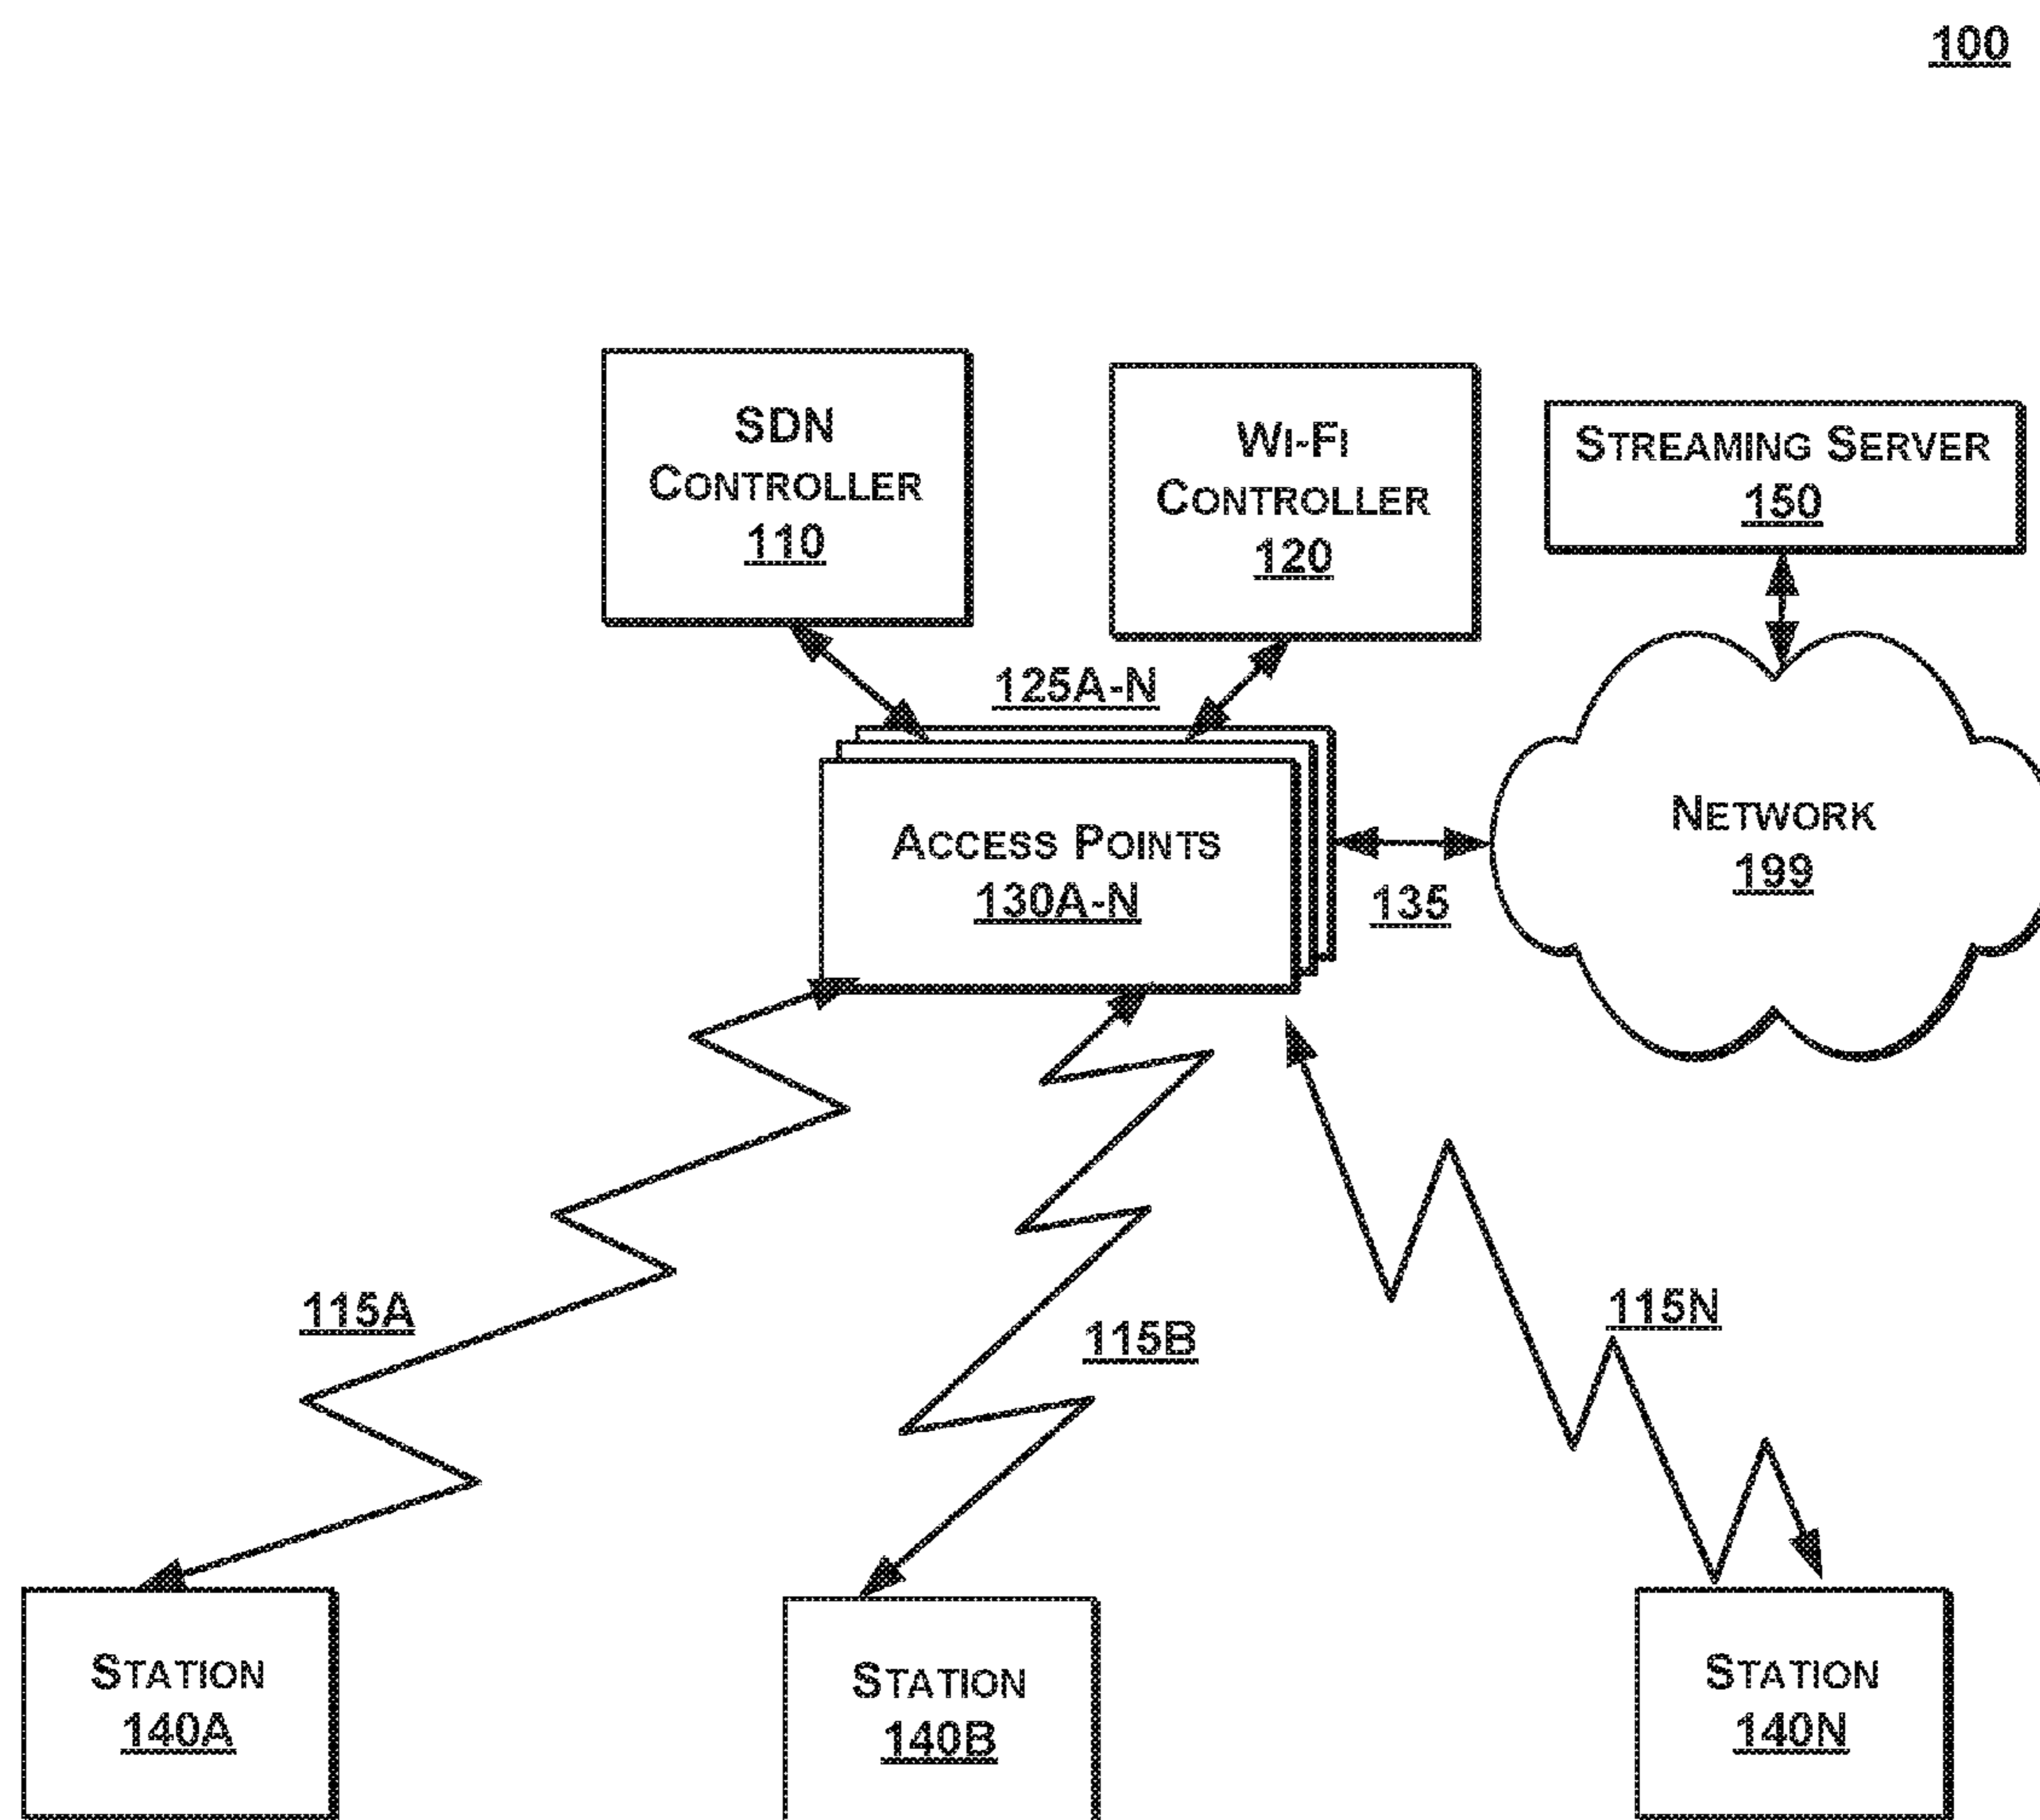 100
SDN
CONTROLLER
110
WI-FI
CONTROLLER
120
STREAMING SERVER
150
125A-N
ACCESS POINTS
130A-N
135
NETWORK
199
115A
115B
115N
STATION
140A
STATION
140B
STATION
140N